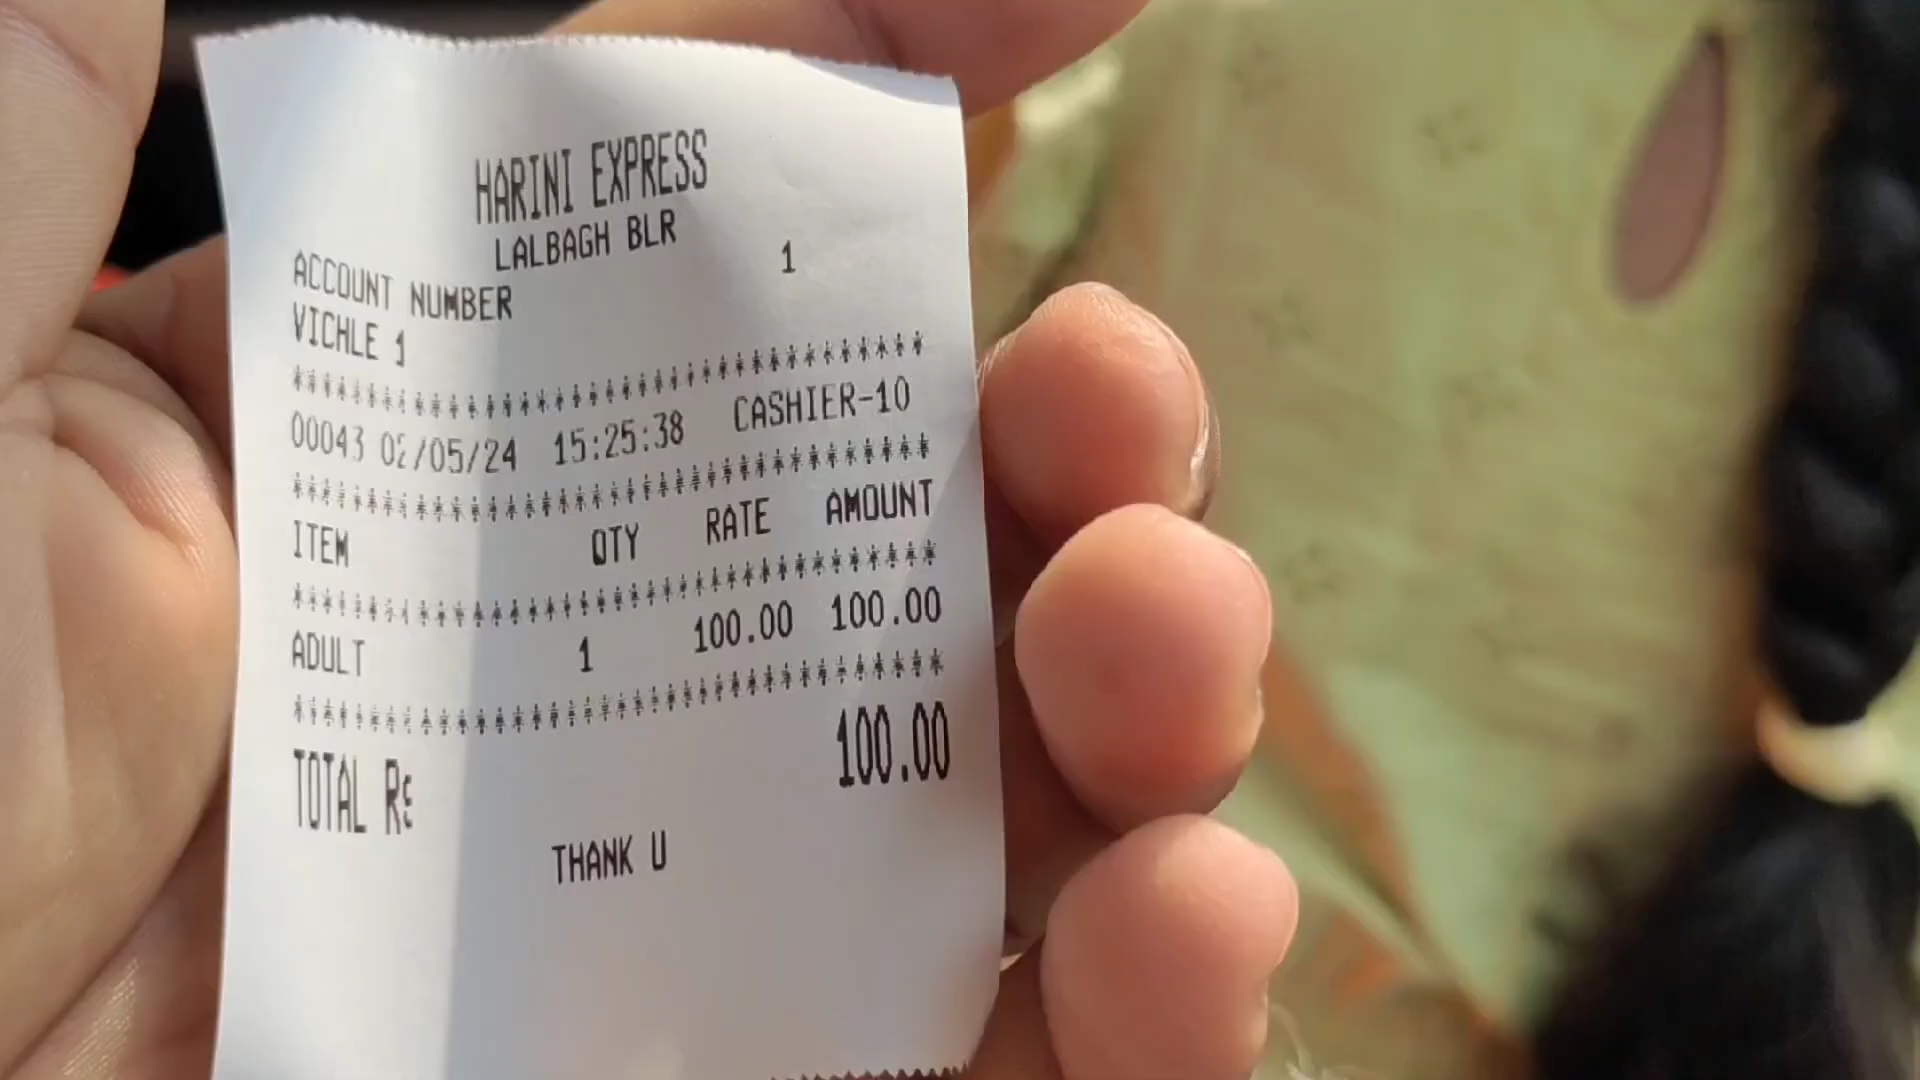 HARINI EXPRESS
LALBAGH BLR
ACCOUNT NUMBER 1
VICHLE 1
************************************
00043 02/05/24 15:25:38 CASHIER-10
************************************
ITEM QTY RATE AMOUNT
************************************
ADULT 1 100.00 100.00
************************************
TOTAL Rs 100.00
THANK U